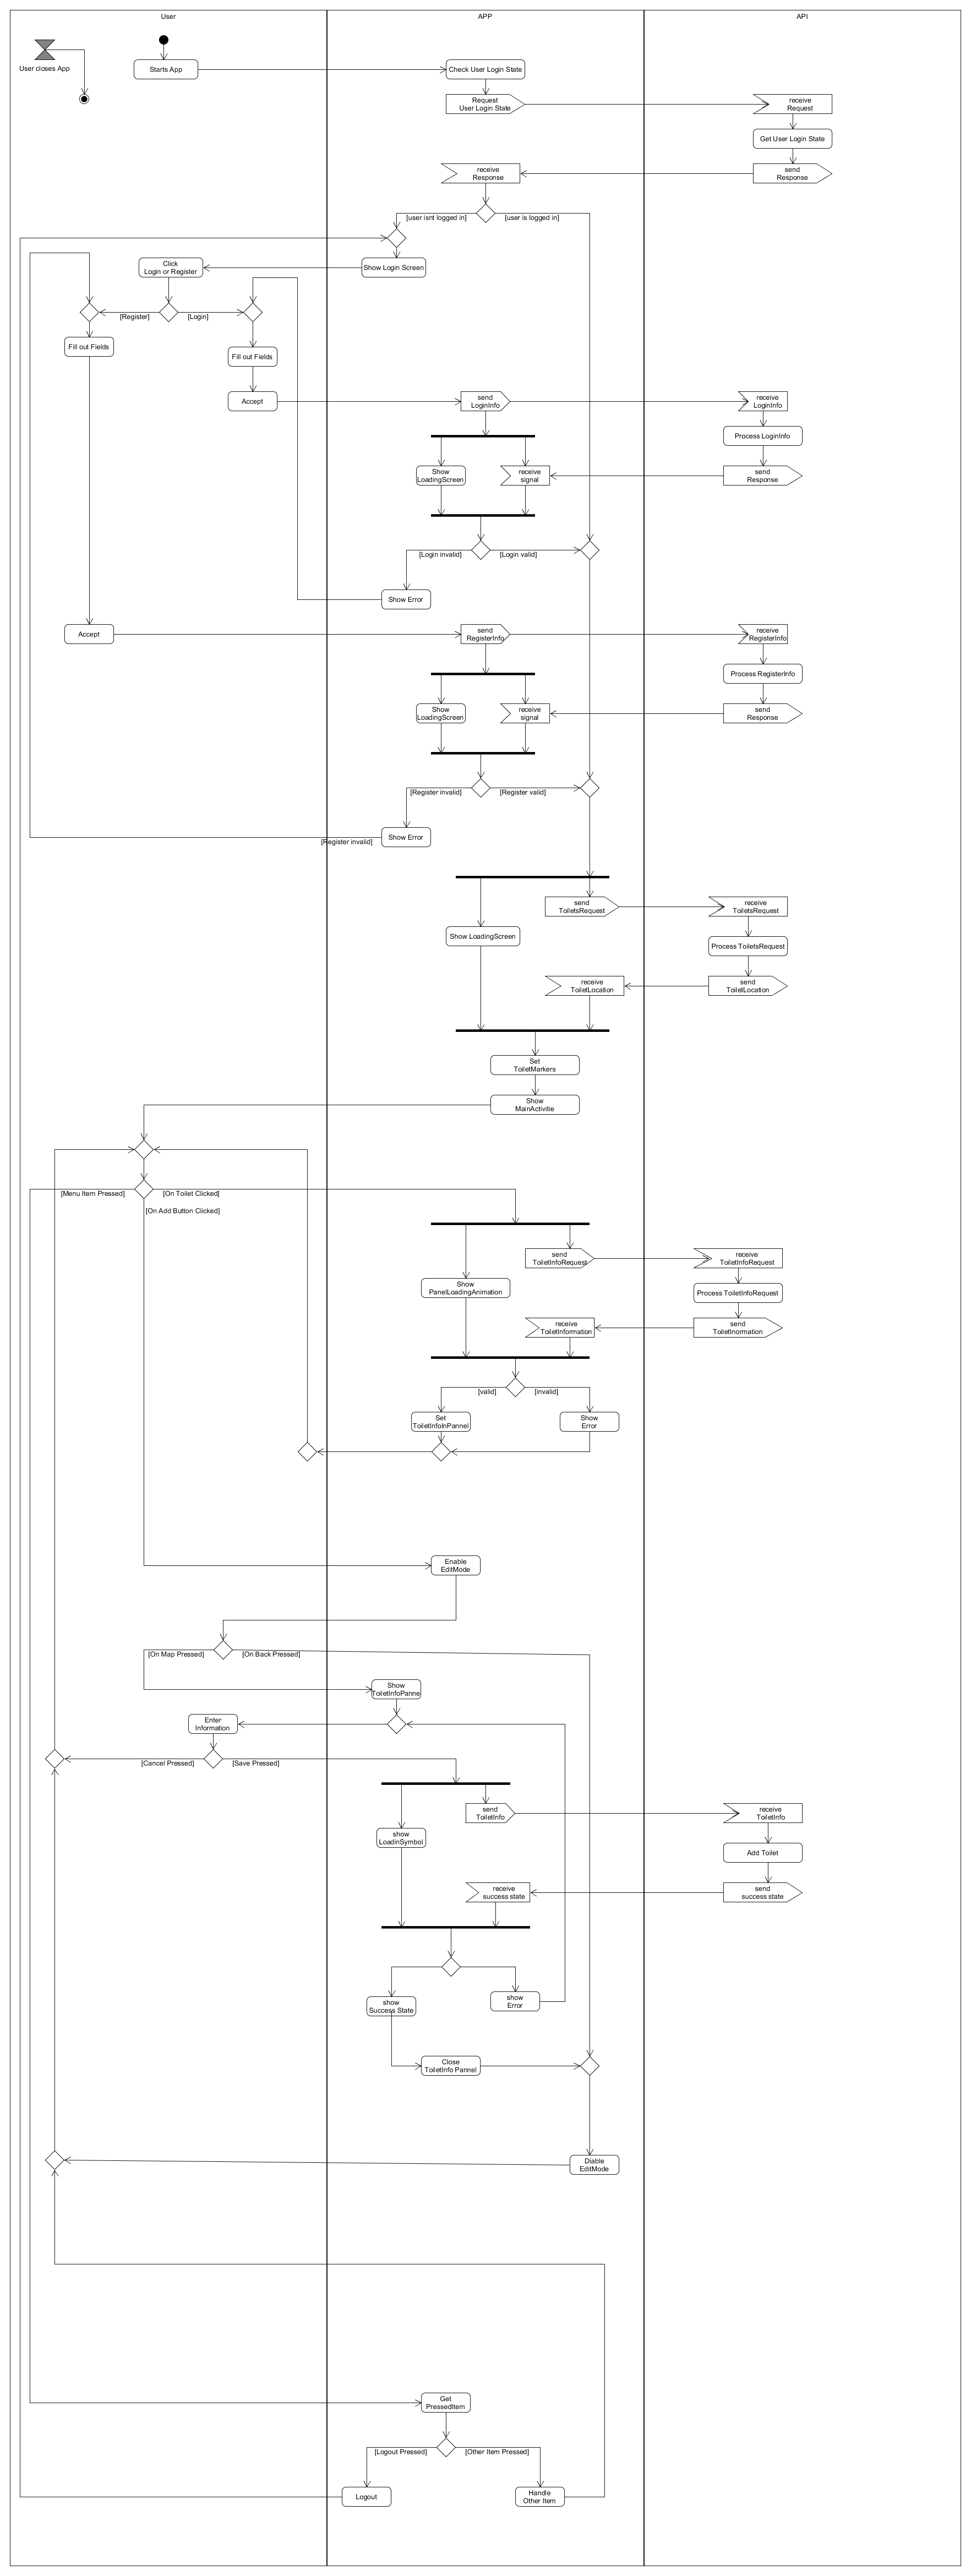 User
APP
API
User closes App
Starts App
Check User Login State
Request
User Login State
receive
Request
Get User Login State
receive
Response
send
Response
[user isnt logged in]
[user is logged in]
Click
Login or Register
Show Login Screen
[Register]
[Login]
Fill out Fields
Fill out Fields
Accept
send
LoginInfo
receive
LoginInfo
Process LoginInfo
Show
LoadingScreen
receive
signal
send
Response
[Login invalid]
[Login valid]
Show Error
Accept
send
RegisterInfo
receive
RegisterInfo
Process RegisterInfo
Show
LoadingScreen
receive
signal
send
Response
[Register invalid]
[Register valid]
Show Error
[Register invalid]
send
ToiletsRequest
receive
ToiletsRequest
Show LoadingScreen
Process ToiletsRequest
receive
ToiletLocation
send
ToiletLocation
Set
ToiletMarkers
Show
MainActivitie
[Menu Item Pressed]
[On Toilet Clicked]
[On Add Button Clicked]
send
ToiletInfoRequest
receive
ToiletInfoRequest
Show
PanelLoadingAnimation
Process ToiletInfoRequest
receive
ToiletInformation
send
ToiletInormation
[valid]
[invalid]
Set
ToiletInfoInPannel
Show
Error
Enable
EditMode
[On Map Pressed]
[On Back Pressed]
Show
ToiletInfoPanne
Enter
Information
[Cancel Pressed]
[Save Pressed]
send
ToiletInfo
receive
ToiletInfo
show
LoadinSymbol
Add Toilet
receive
success state
send
success state
show
Success State
show
Error
Close
ToiletInfo Pannel
Diable
EditMode
Get
PressedItem
[Logout Pressed]
[Other Item Pressed]
Logout
Handle
Other Item